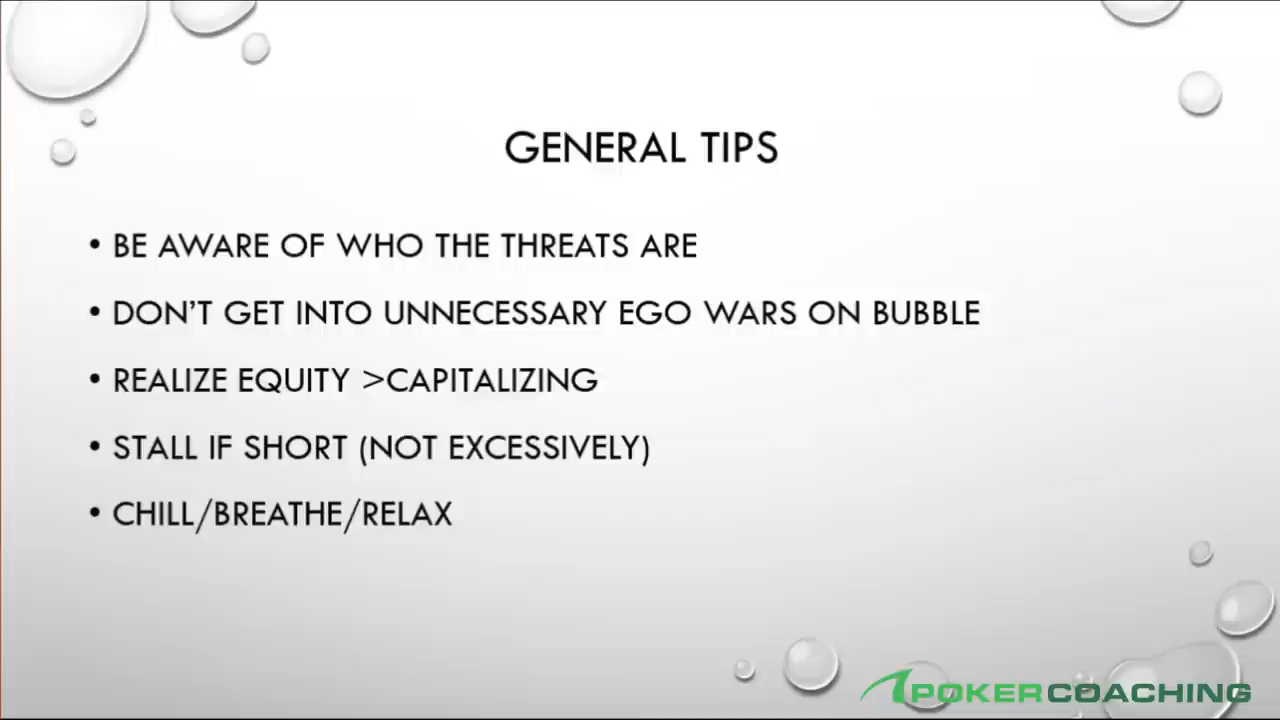 GENERAL TIPS
• BE AWARE OF WHO THE THREATS ARE
• DON'T GET INTO UNNECESSARY EGO WARS ON BUBBLE
• REALIZE EQUITY >CAPITALIZING
• STALL IF SHORT (NOT EXCESSIVELY)
• CHILL/BREATHE/RELAX
POKERCOACHING